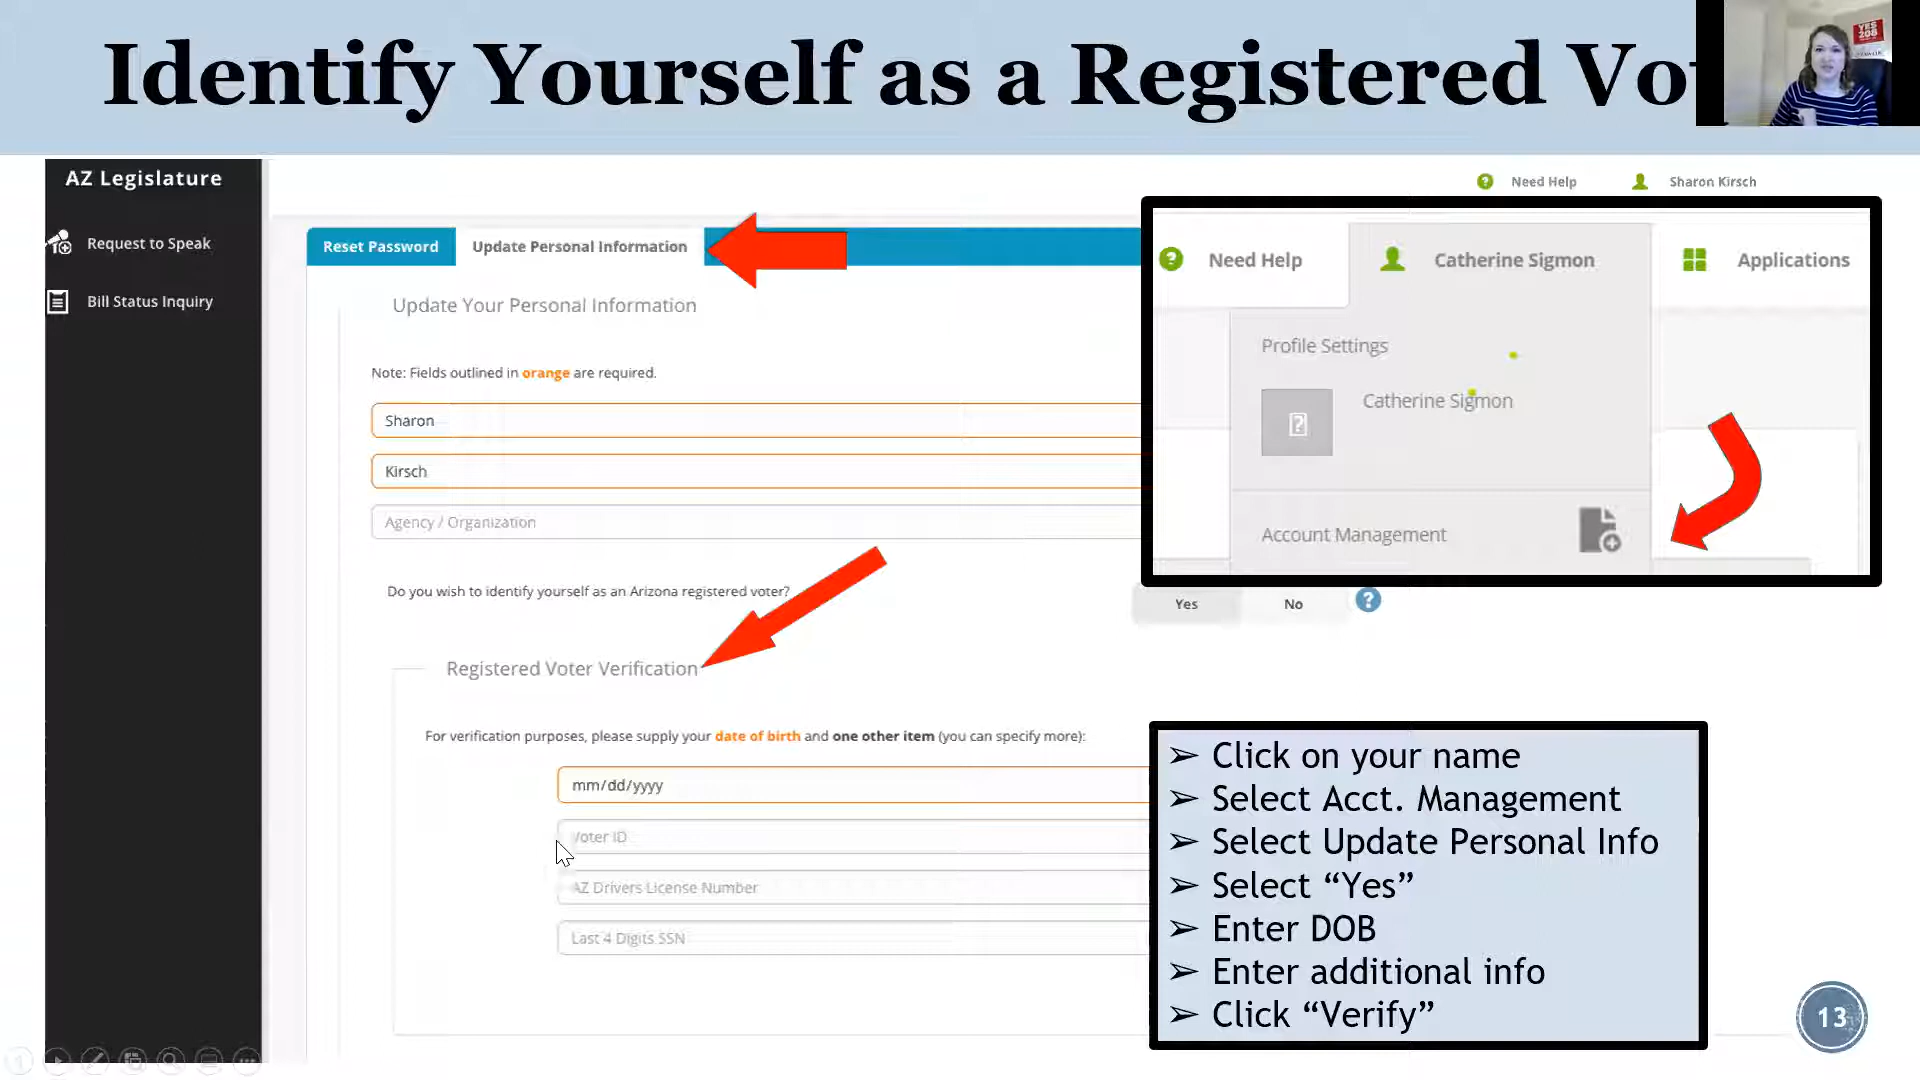 Identify Yourself as a Registered Vo
YES
208
AZ Legislature
Need Help
Sharon Kirsch
Request to Speak
Bill Status Inquiry
Reset Password
Update Personal Information
Update Your Personal Information
Note: Fields outlined in orange are required.
Sharon
Kirsch
Agency / Organization
Do you wish to identify yourself as an Arizona registered voter?
Yes
No
?
Registered Voter Verification
For verification purposes, please supply your date of birth and one other item (you can specify more):
mm/dd/yyyy
Voter ID
AZ Drivers License Number
Last 4 Digits SSN
Need Help
Catherine Sigmon
Applications
Profile Settings
Catherine Sigmon
Account Management
➢ Click on your name
➢ Select Acct. Management
➢ Select Update Personal Info
➢ Select “Yes”
➢ Enter DOB
➢ Enter additional info
➢ Click “Verify”
13